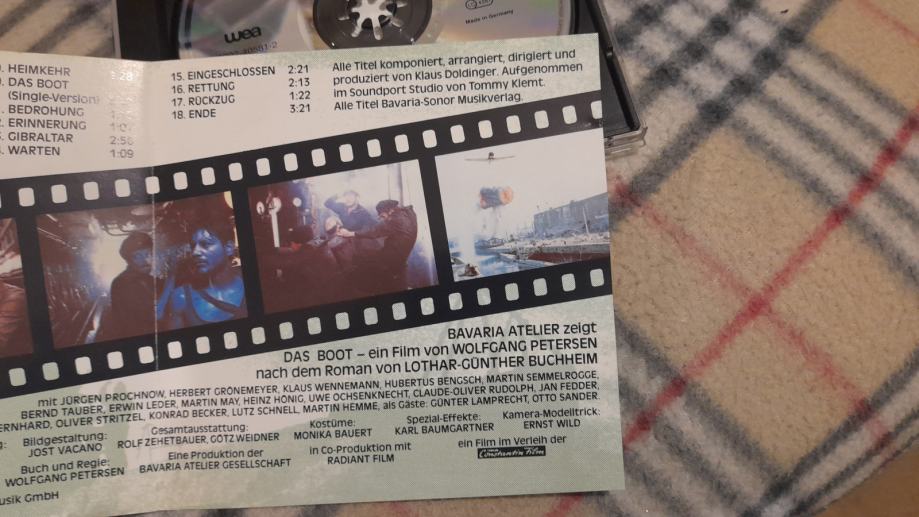 wea
Made in Germany
HEIMKEHR
DAS BOOT
(Single-Version)
BEDROHUNG
ERINNERUNG
GIBRALTAR 2:56
WARTEN 1:09
15. EINGESCHLOSSEN 2:21
16. RETTUNG 2:13
17. RÜCKZUG 1:22
18. ENDE 3:21
Alle Titel komponiert, arrangiert, dirigiert und
produziert von Klaus Doldinger. Aufgenommen
im Soundport Studio von Tommy Klemt.
Alle Titel Bavaria-Sonor Musikverlag.
BAVARIA ATELIER zeigt
DAS BOOT – ein Film von WOLFGANG PETERSEN
nach dem Roman von LOTHAR-GÜNTHER BUCHHEIM
mit JÜRGEN PROCHNOW, HERBERT GRÖNEMEYER, KLAUS WENNEMANN, HUBERTUS BENGSCH, MARTIN SEMMELROGGE,
BERND TAUBER, ERWIN LEDER, MARTIN MAY, HEINZ HÖNIG, UWE OCHSENKNECHT, CLAUDE-OLIVER RUDOLPH, JAN FEDDER,
ERNHARD, OLIVER STRITZEL, KONRAD BECKER, LUTZ SCHNELL, MARTIN HEMME, als Gäste: GÜNTER LAMPRECHT, OTTO SANDER.
Bildgestaltung: Gesamtausstattung: Kostüme: Spezial-Effekte: Kamera-Modelltrick:
JOST VACANO ROLF ZEHETBAUER, GÖTZ WEIDNER MONIKA BAUERT KARL BAUMGARTNER ERNST WILD
Buch und Regie: Eine Produktion der in Co-Produktion mit ein Film im Verleih der
WOLFGANG PETERSEN BAVARIA ATELIER GESELLSCHAFT RADIANT FILM Constantin Film
usik GmbH